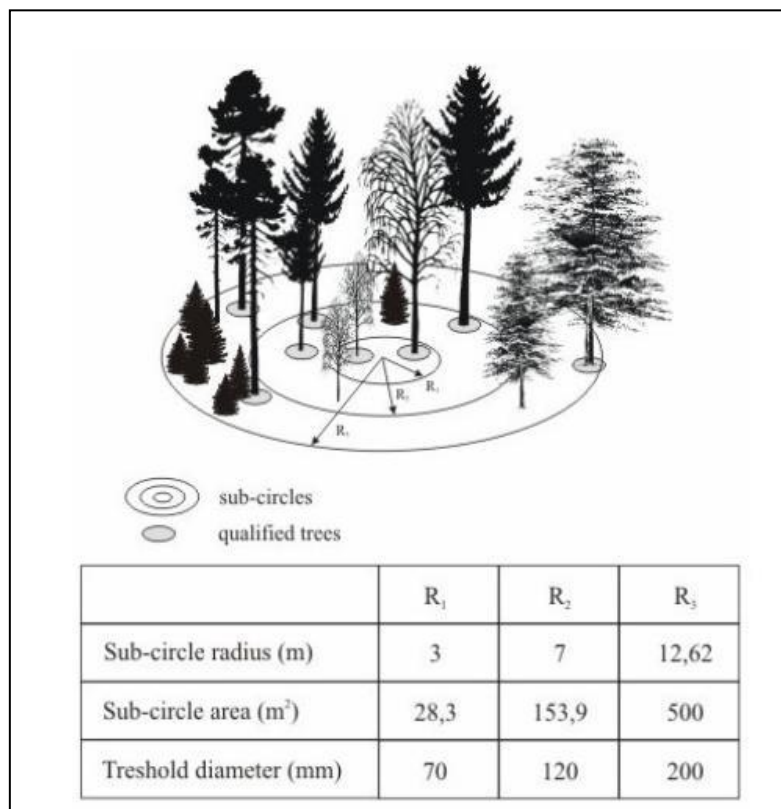 R₁
R₂
R₃
sub-circles
qualified trees
R₁ R₂ R₃
Sub-circle radius (m) 3 7 12,62
Sub-circle area (m²) 28,3 153,9 500
Treshold diameter (mm) 70 120 200